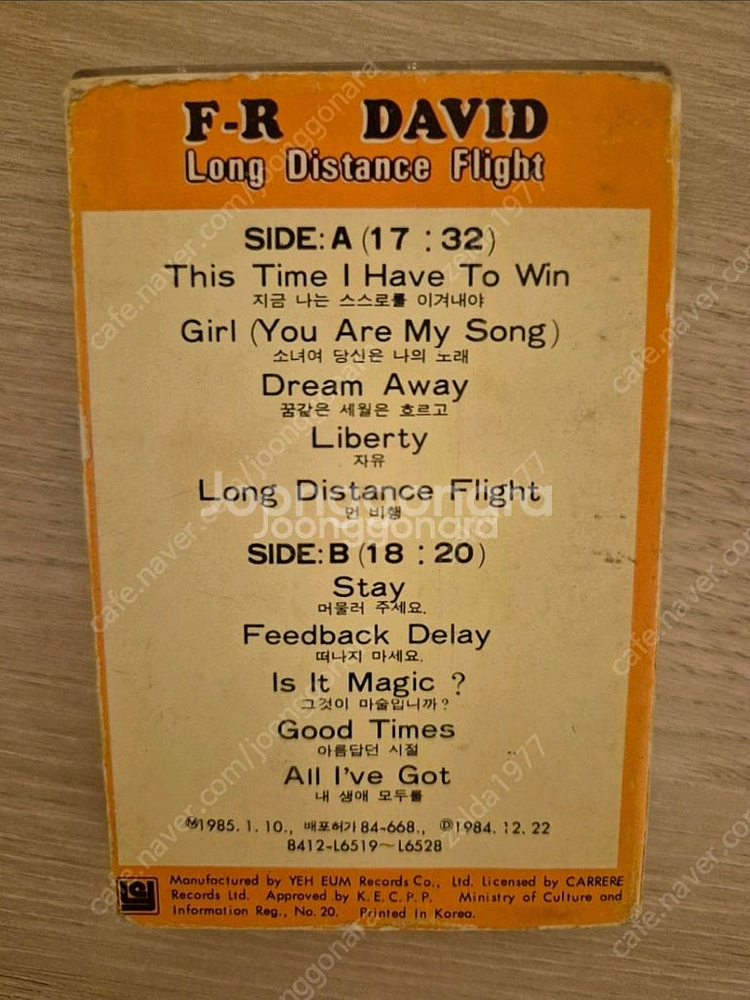 F-R DAVID
Long Distance Flight
SIDE: A (17 : 32)
This Time I Have To Win
지금 나는 스스로를 이겨내야
Girl (You Are My Song)
소녀여 당신은 나의 노래
Dream Away
꿈같은 세월은 흐르고
Liberty
자유
Long Distance Flight
먼 비행
Joonggonara
Joonggonara
SIDE: B (18 : 20)
Stay
머물러 주세요.
Feedback Delay
떠나지 마세요.
Is It Magic ?
그것이 마술입니까?
Good Times
아름답던 시절
All I've Got
내 생애 모두를
Ⓜ1985. 1. 10., 배포허가 84-668., Ⓟ1984. 12. 22
8412-L6519~L6528
Manufactured by YEH EUM Records Co., Ltd. Licensed by CARRERE
Records Ltd. Approved by K. E. C. P. P. Ministry of Culture and
Information Reg., No. 20. Printed In Korea.
cafe.naver.com/joonggonara
zelda1977